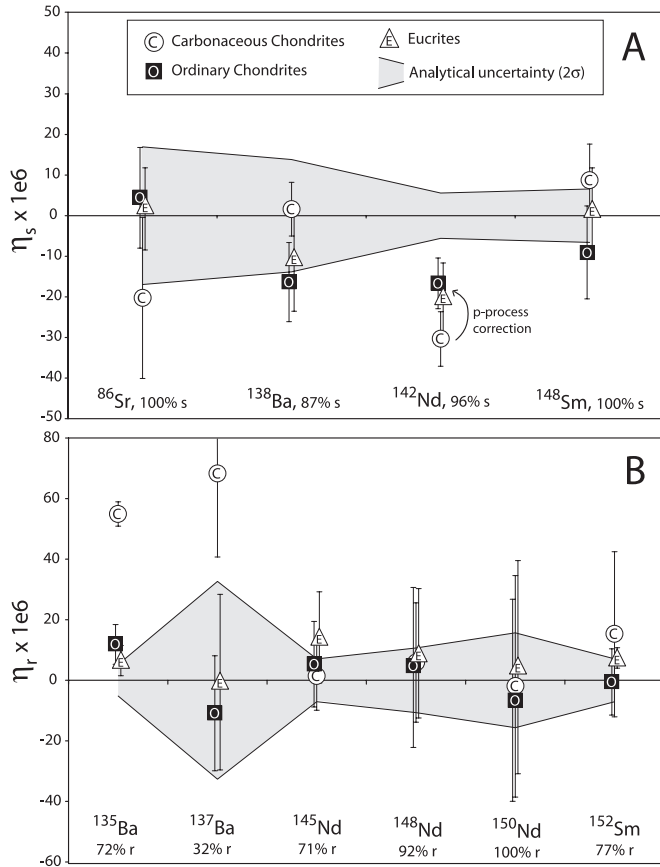 50
40
30
20
10
0
-10
-20
-30
-40
-50
ηs x 1e6
C Carbonaceous Chondrites
E Eucrites
O Ordinary Chondrites
Analytical uncertainty (2σ)
A
O
E
C
C
E
O
O
E
C
p-process
correction
C
E
O
86Sr, 100% s
138Ba, 87% s
142Nd, 96% s
148Sm, 100% s
80
60
40
20
0
-20
-40
-60
ηr x 1e6
B
C
O
E
C
E
O
E
O
C
E
O
E
C
O
C
E
O
135Ba
137Ba
145Nd
148Nd
150Nd
152Sm
72% r
32% r
71% r
92% r
100% r
77% r